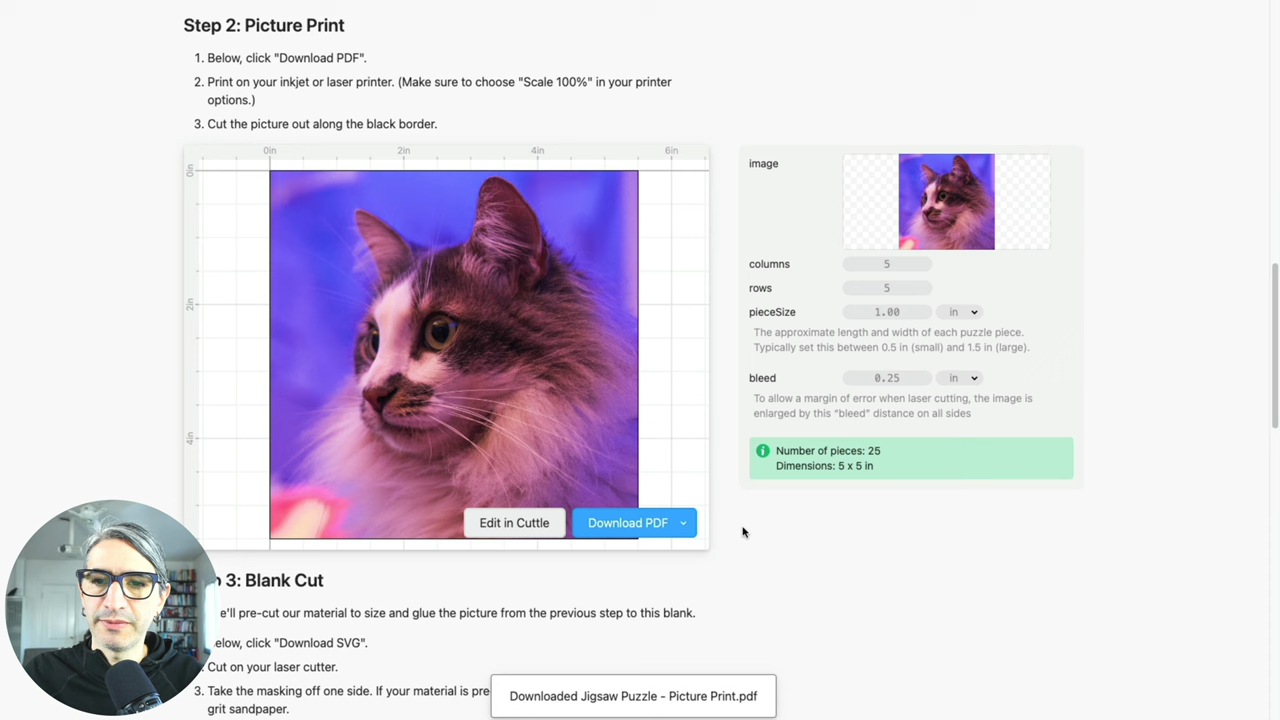 Step 2: Picture Print
1. Below, click "Download PDF".
2. Print on your inkjet or laser printer. (Make sure to choose "Scale 100%" in your printer
options.)
3. Cut the picture out along the black border.
0in
2in
4in
6in
0in
2in
4in
Edit in Cuttle
Download PDF
image
columns
5
rows
5
pieceSize
1.00
in
The approximate length and width of each puzzle piece.
Typically set this between 0.5 in (small) and 1.5 in (large).
bleed
0.25
in
To allow a margin of error when laser cutting, the image is
enlarged by this "bleed" distance on all sides
Number of pieces: 25
Dimensions: 5 x 5 in
3: Blank Cut
e'll pre-cut our material to size and glue the picture from the previous step to this blank.
elow, click "Download SVG".
Cut on your laser cutter.
3. Take the masking off one side. If your material is pre
grit sandpaper.
Downloaded Jigsaw Puzzle - Picture Print.pdf